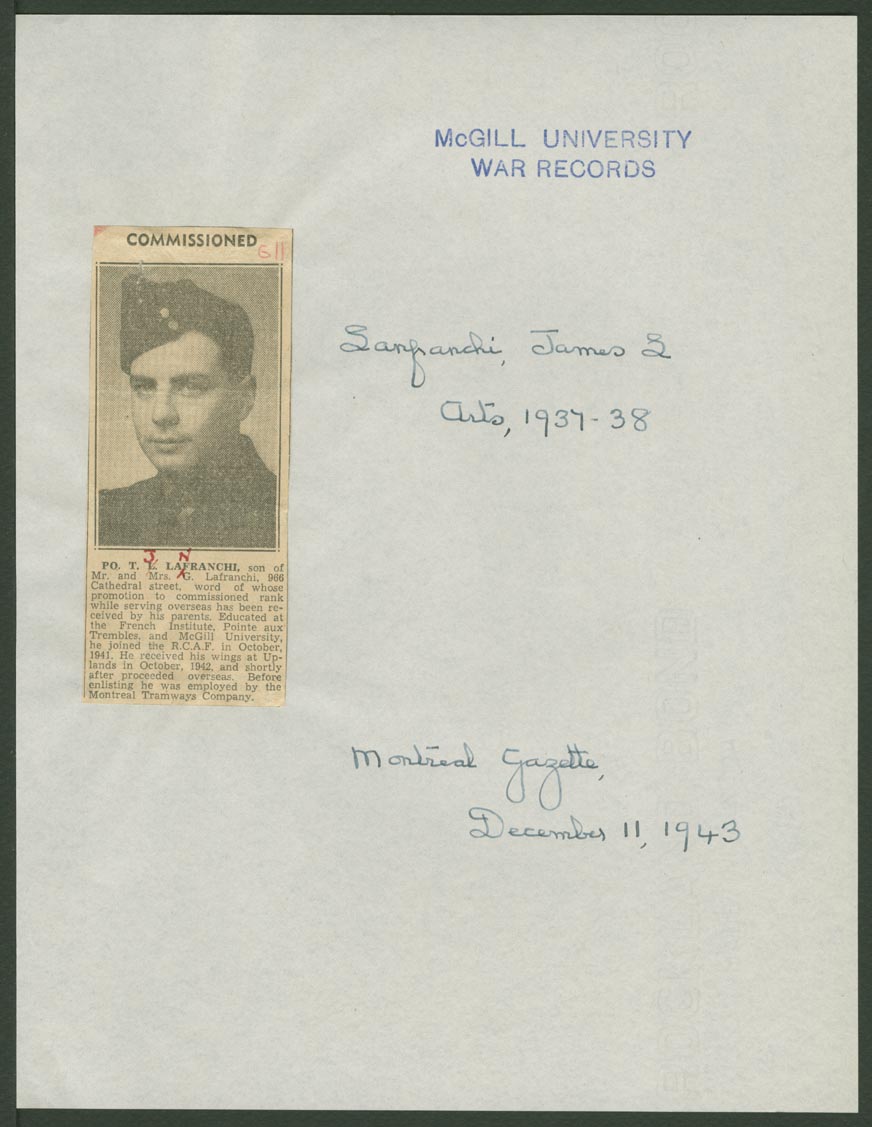 McGILL UNIVERSITY
WAR RECORDS
COMMISSIONED
G 11
Lanfranchi, James L
Arts, 1937-38
J. N
PO. T. L. LAFRANCHI, son of
Mr. and Mrs. G. Lafranchi, 966
Cathedral street, word of whose
promotion to commissioned rank
while serving overseas has been re-
ceived by his parents. Educated at
the French Institute, Pointe aux
Trembles, and McGill University,
he joined the R.C.A.F. in October,
1941. He received his wings at Up-
lands in October, 1942, and shortly
after proceeded overseas. Before
enlisting he was employed by the
Montreal Tramways Company.
Montreal Gazette,
December 11, 1943